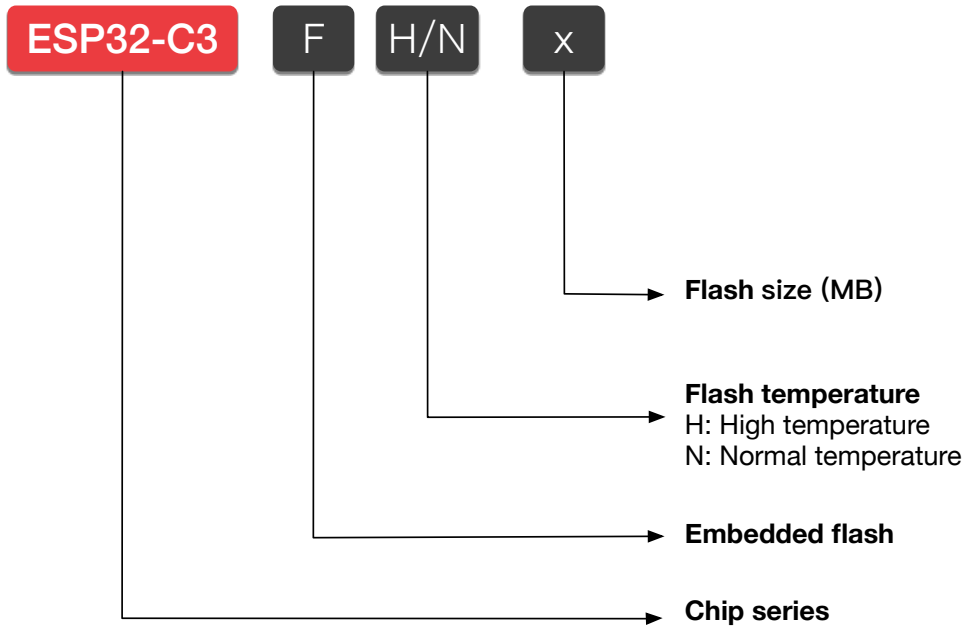 ESP32-C3 F H/N x
Flash size (MB)
Flash temperature
H: High temperature
N: Normal temperature
Embedded flash
Chip series